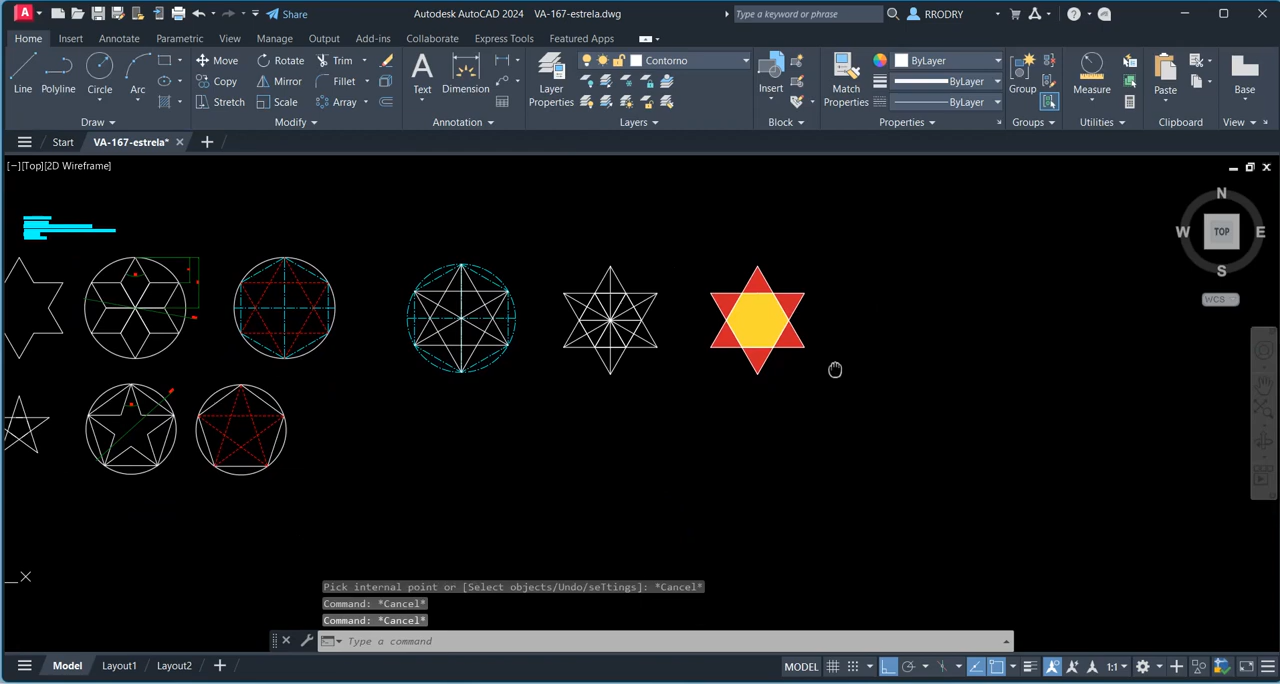 A Share Autodesk AutoCAD 2024 VA-167-estrela.dwg Type a keyword or phrase RRODRY
Home Insert Annotate Parametric View Manage Output Add-ins Collaborate Express Tools Featured Apps
Line Polyline Circle Arc
Move Rotate Trim
Copy Mirror Fillet
Stretch Scale Array
A Text Dimension
Layer Properties
Contorno
Insert
Match Properties
ByLayer
ByLayer
ByLayer
Group
Measure
Paste
Base
Draw Modify Annotation Layers Block Properties Groups Utilities Clipboard View
Start VA-167-estrela*
[−][Top][2D Wireframe]
N
W TOP E
S
WCS
X
Pick internal point or [Select objects/Undo/seTtings]: *Cancel*
Command: *Cancel*
Command: *Cancel*
Type a command
Model Layout1 Layout2 MODEL 1:1